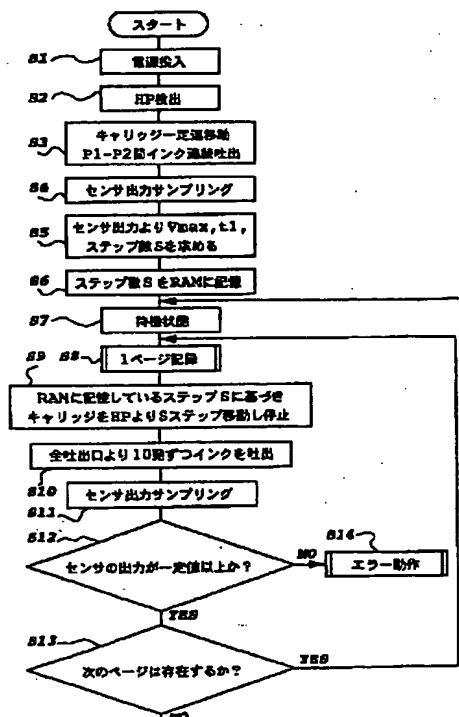 スタート
S1
電源投入
S2
HP検出
S3
キャリッジ一定速移動
P1-P2間インク連続吐出
S6
センサ出力サンプリング
S5
センサ出力よりVmax,t1,
ステップ数Sを求める
S6
ステップ数SをRAMに記録
S7
待機状態
S9
S8
1ページ記録
RAMに記憶しているステップSに基づき
キャリッジをHPよりSステップ移動し停止
全吐出口より10発ずつインクを吐出
S10
センサ出力サンプリング
S11
S12
センサの出力が一定値以上か?
NO
S14
エラー動作
YES
S13
次のページは存在するか?
YES
NO